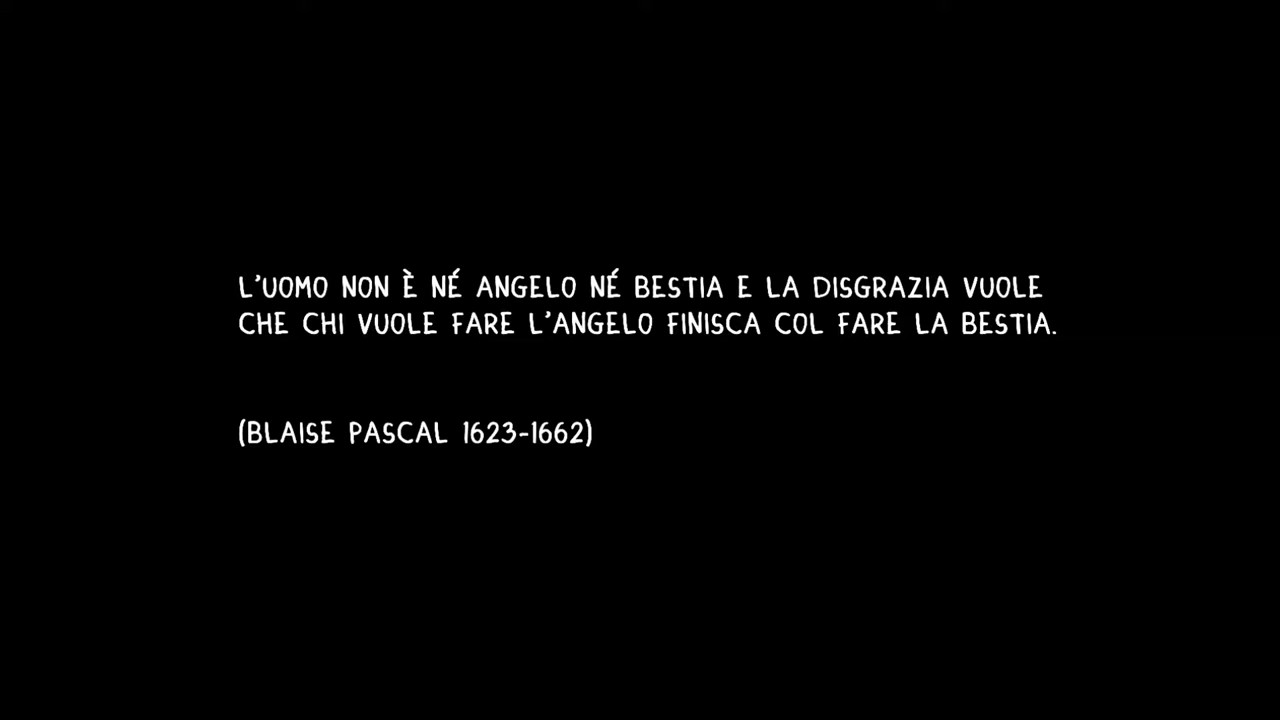 L'UOMO NON È NÉ ANGELO NÉ BESTIA E LA DISGRAZIA VUOLE
CHE CHI VUOLE FARE L'ANGELO FINISCA COL FARE LA BESTIA.
(BLAISE PASCAL 1623-1662)